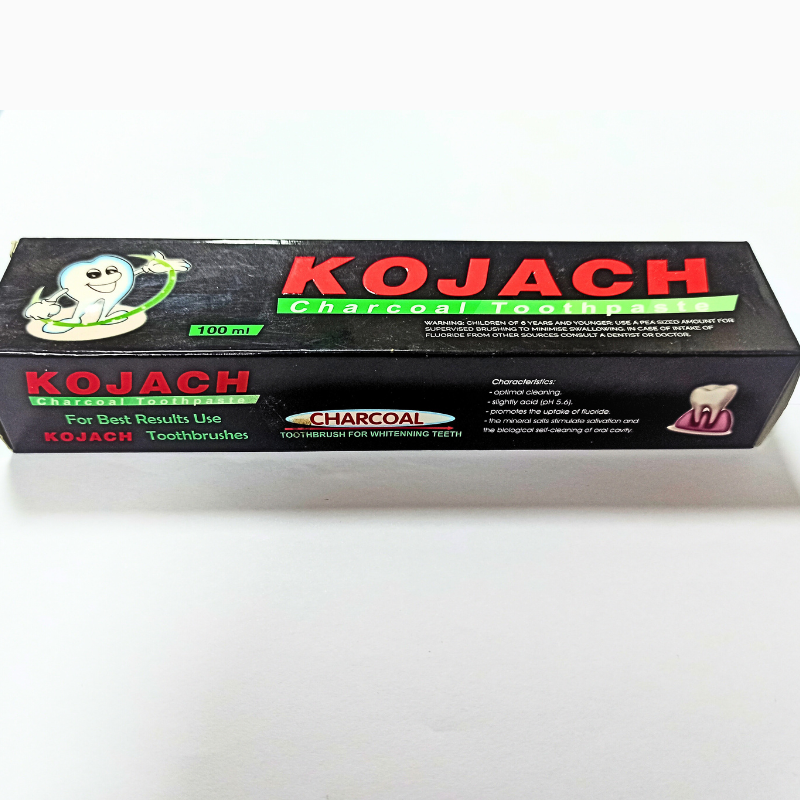 KOJACH
Charcoal Toothpaste
100 ml
WARNING: CHILDREN OF 6 YEARS AND YOUNGER: USE A PEA SIZED AMOUNT FOR
SUPERVISED BRUSHING TO MINIMISE SWALLOWING. IN CASE OF INTAKE OF
FLUORIDE FROM OTHER SOURCES CONSULT A DENTIST OR DOCTOR.
KOJACH
Charcoal Toothpaste
For Best Results Use
KOJACH Toothbrushes
CHARCOAL
TOOTHBRUSH FOR WHITENNING TEETH
Characteristics:
- optimal cleaning.
- slightly acid (pH 5.6).
- promotes the uptake of fluoride.
- the mineral salts stimulate salivation and
the biological self-cleaning of oral cavity.